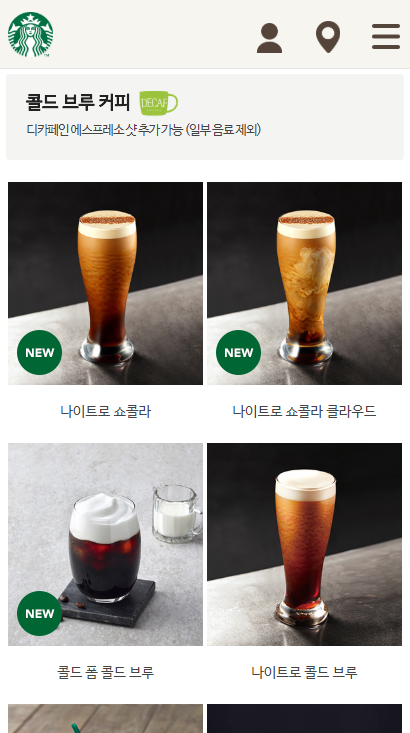 콜드 브루 커피 DECAF
디카페인 에스프레소 샷 추가 가능 (일부 음료 제외)
NEW
NEW
나이트로 쇼콜라
나이트로 쇼콜라 클라우드
NEW
콜드 폼 콜드 브루
나이트로 콜드 브루